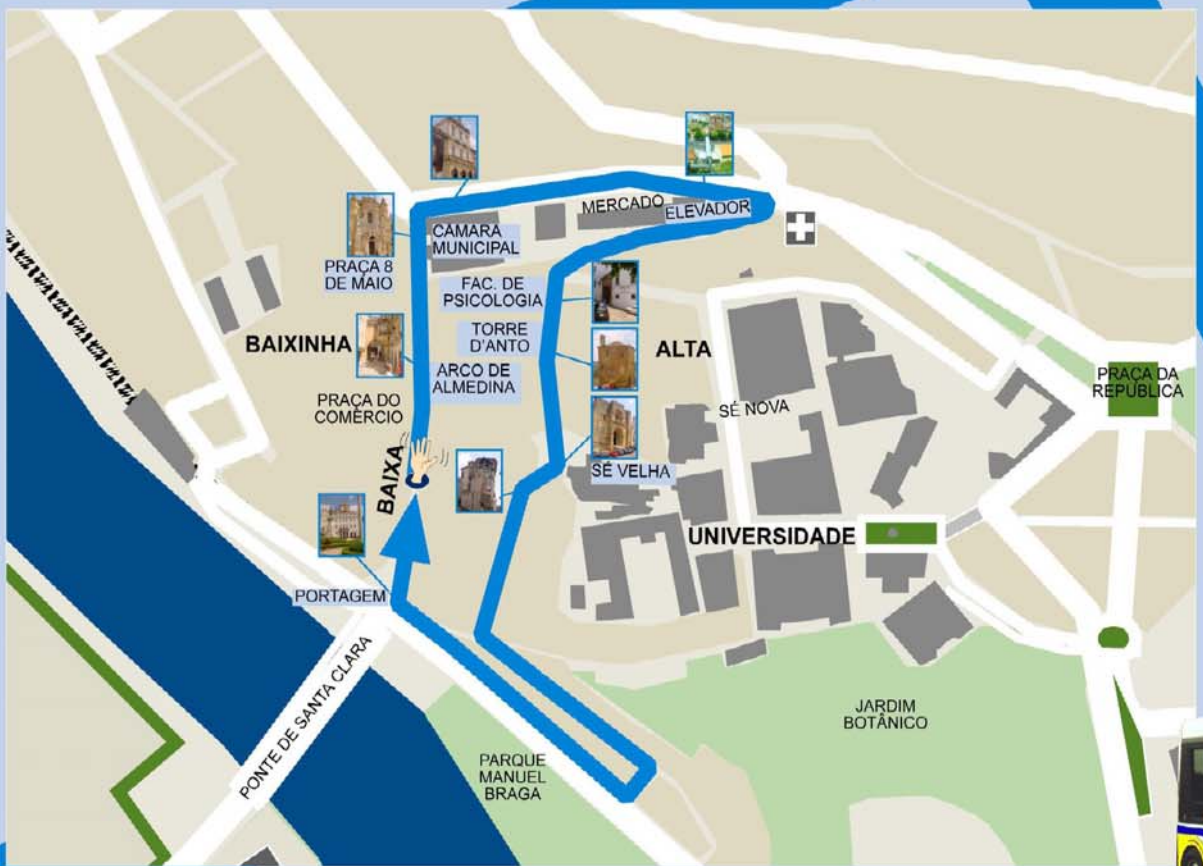 MERCADO
ELEVADOR
CÂMARA
MUNICIPAL
PRAÇA 8
DE MAIO
FAC. DE
PSICOLOGIA
BAIXINHA
TORRE
D'ANTO
ALTA
ARCO DE
ALMEDINA
PRAÇA DO
COMÉRCIO
PRAÇA DA
REPÚBLICA
SÉ NOVA
BAIXA
SÉ VELHA
UNIVERSIDADE
PORTAGEM
PONTE DE SANTA CLARA
JARDIM
BOTÂNICO
PARQUE
MANUEL
BRAGA